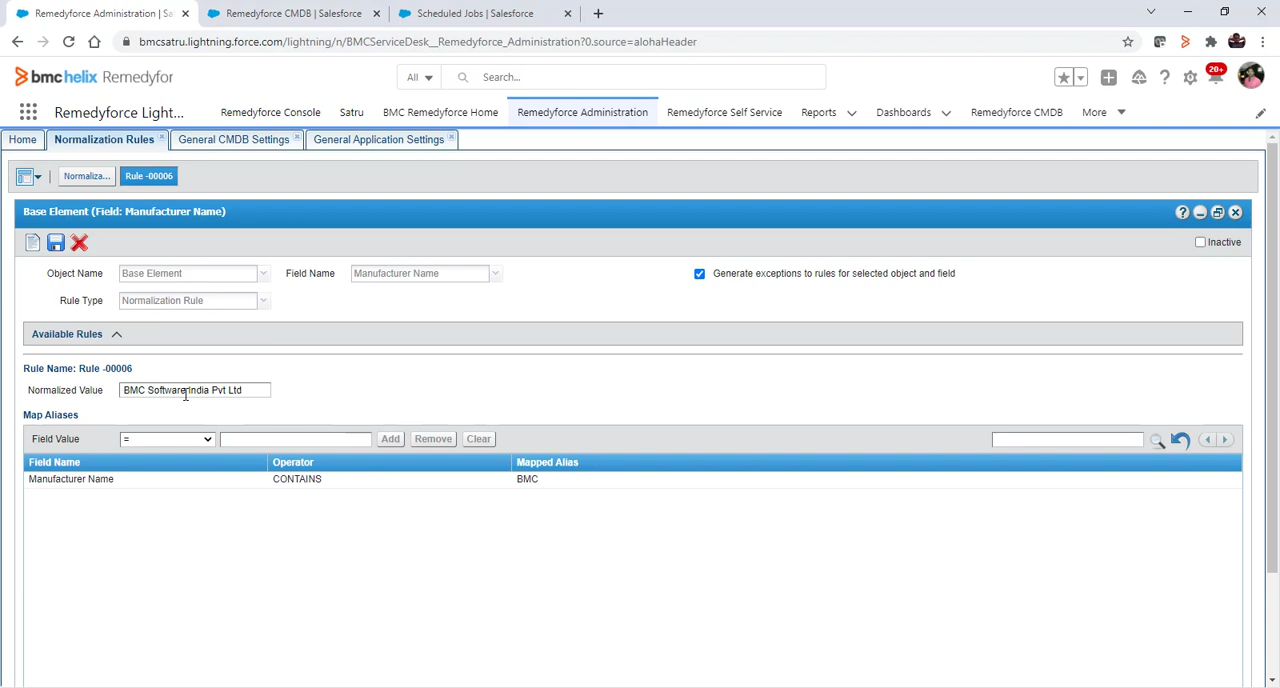 Remedyforce Administration | Sa
Remedyforce CMDB | Salesforce
Scheduled Jobs | Salesforce
bmcsatru.lightning.force.com/lightning/n/BMCServiceDesk__Remedyforce_Administration?0.source=alohaHeader
bmchelix Remedyfor
All
Search...
20+
Remedyforce Light...
Remedyforce Console
Satru
BMC Remedyforce Home
Remedyforce Administration
Remedyforce Self Service
Reports
Dashboards
Remedyforce CMDB
More
Home
Normalization Rules
General CMDB Settings
General Application Settings
Normaliza...
Rule -00006
Base Element (Field: Manufacturer Name)
Inactive
Object Name
Base Element
Field Name
Manufacturer Name
Generate exceptions to rules for selected object and field
Rule Type
Normalization Rule
Available Rules
Rule Name: Rule -00006
Normalized Value
BMC Software India Pvt Ltd
Map Aliases
Field Value
=
Add
Remove
Clear
Field Name
Operator
Mapped Alias
Manufacturer Name
CONTAINS
BMC